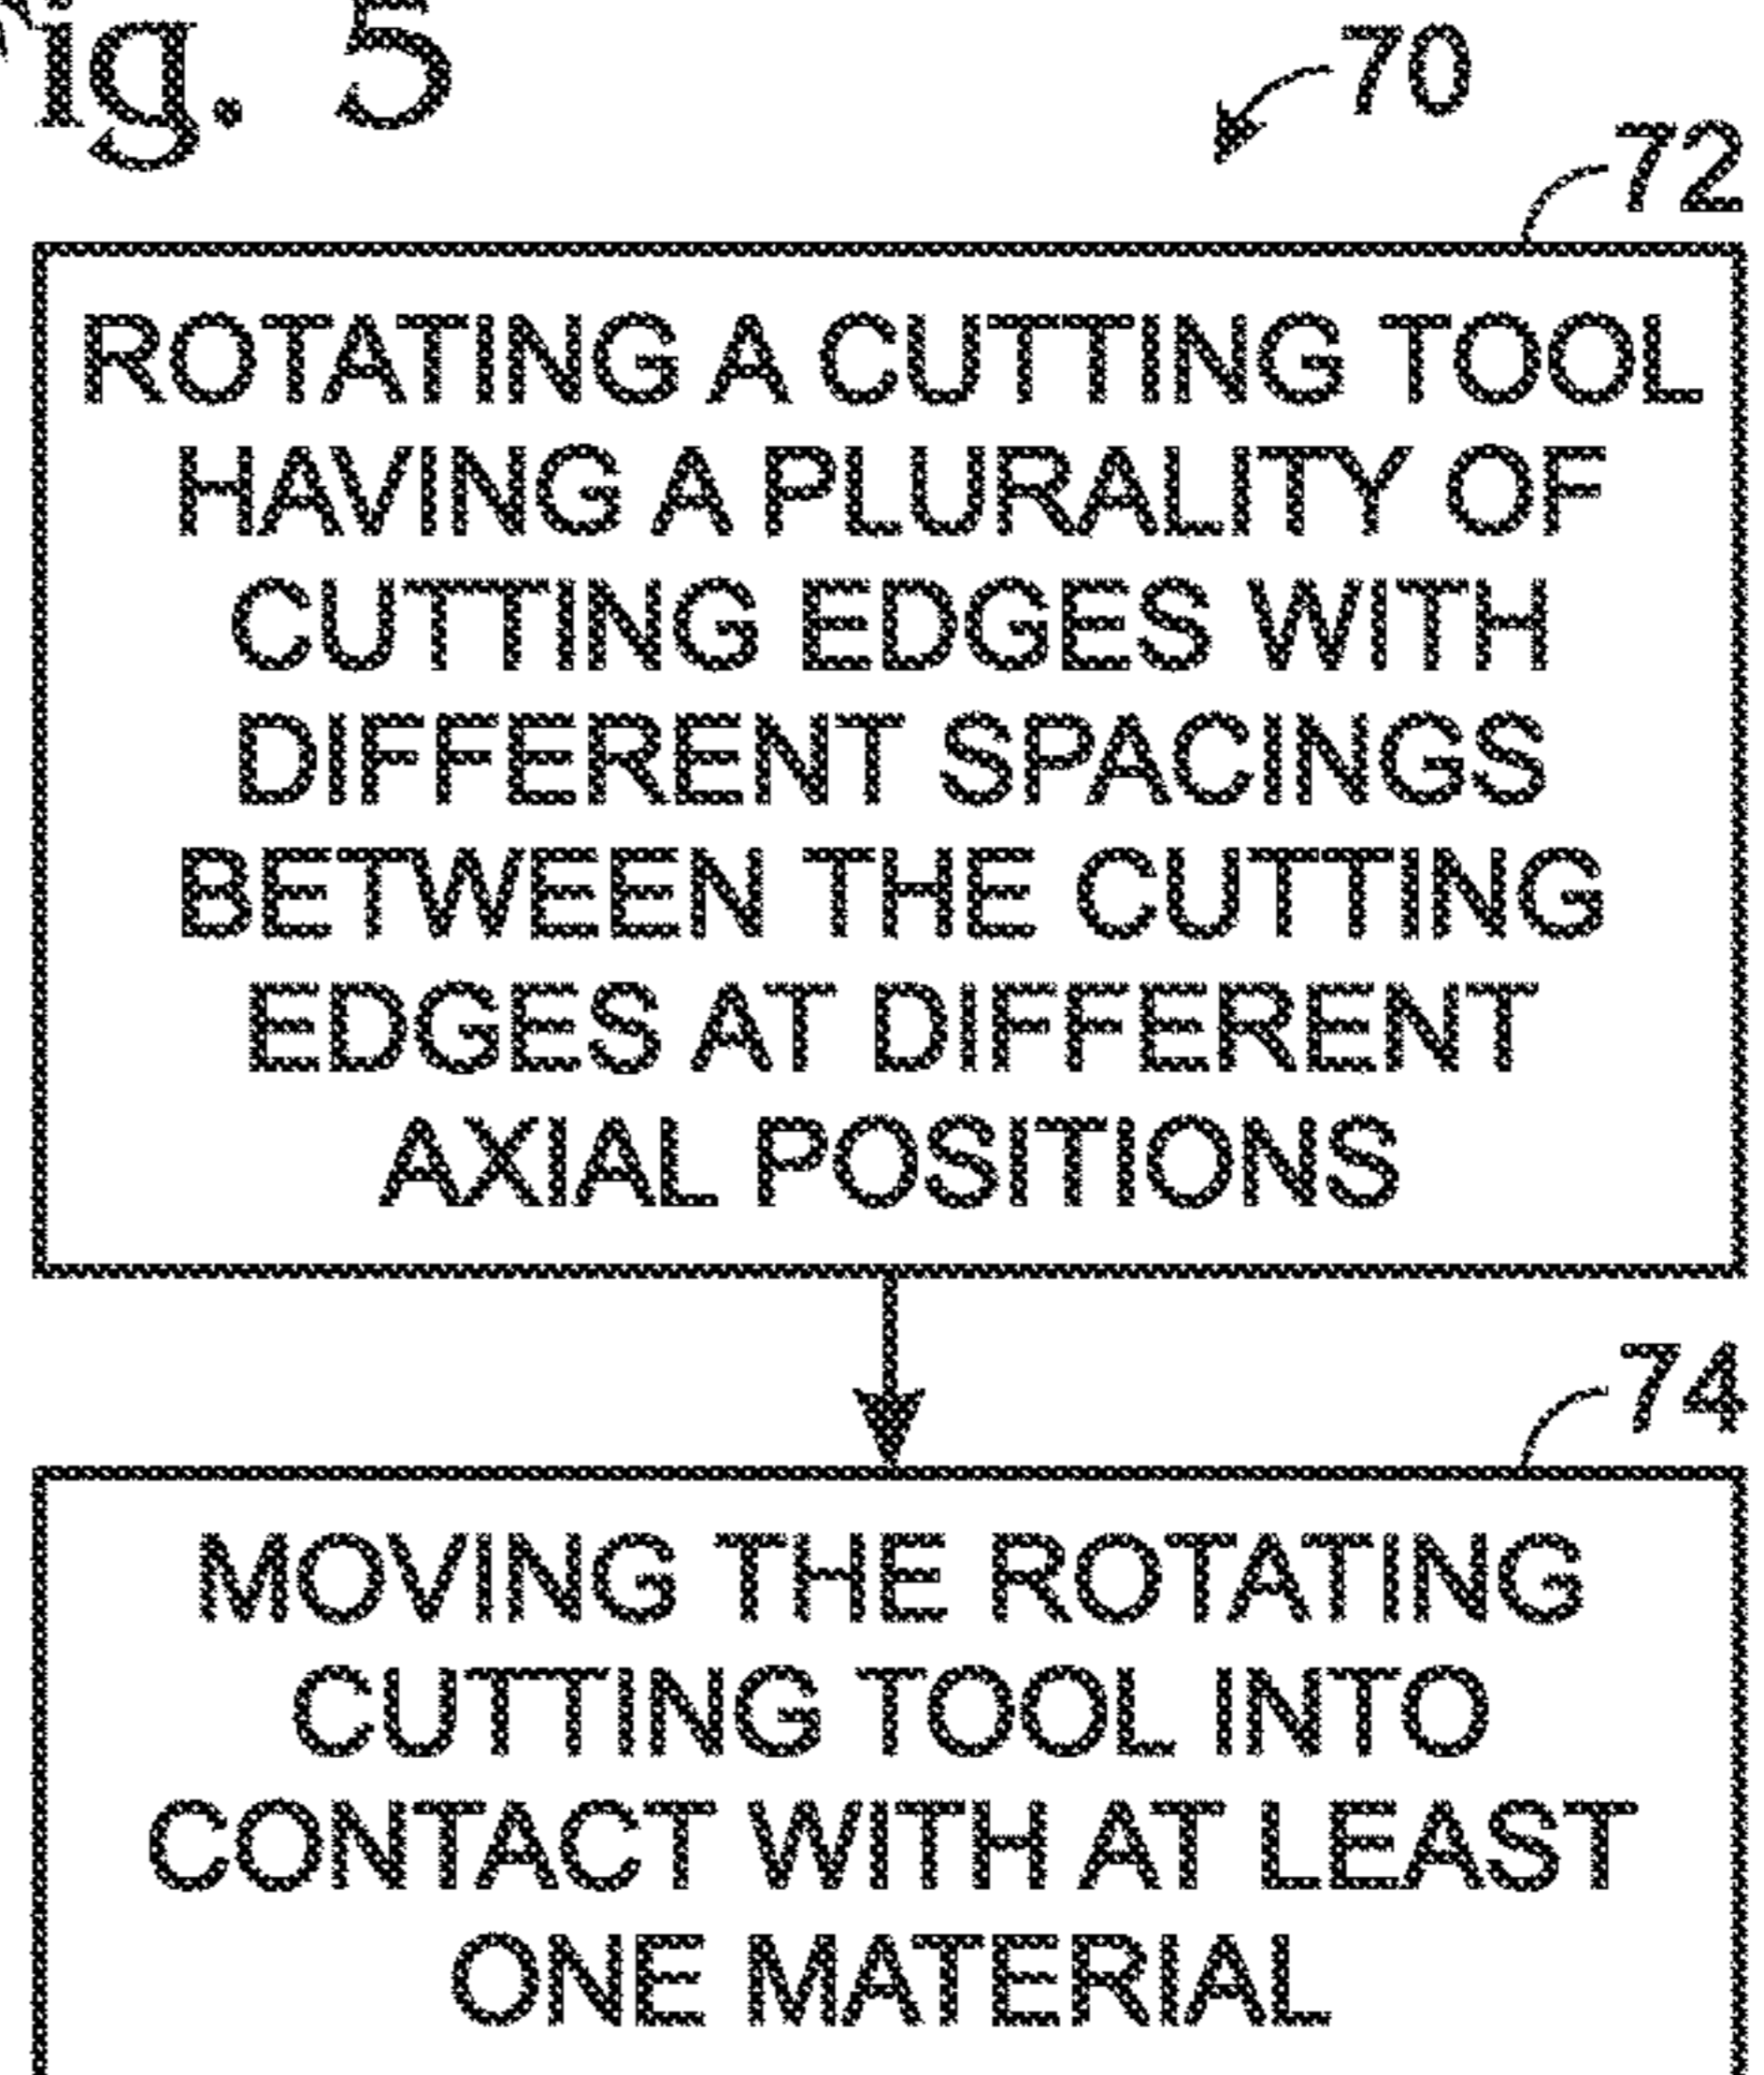 Fig. 5
70
72
ROTATING A CUTTING TOOL
HAVING A PLURALITY OF
CUTTING EDGES WITH
DIFFERENT SPACINGS
BETWEEN THE CUTTING
EDGES AT DIFFERENT
AXIAL POSITIONS
74
MOVING THE ROTATING
CUTTING TOOL INTO
CONTACT WITH AT LEAST
ONE MATERIAL